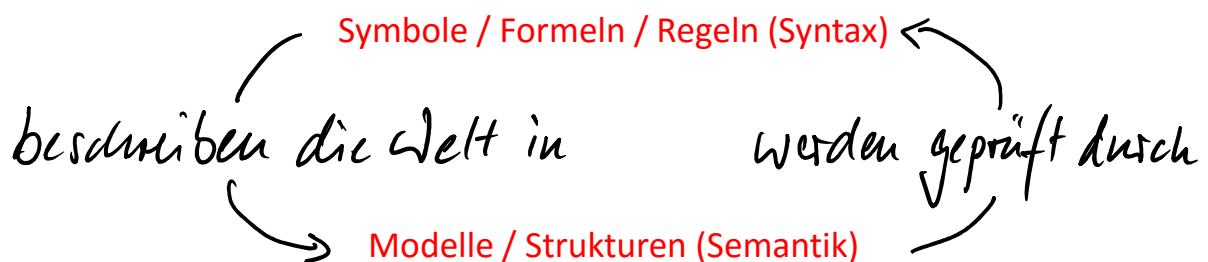 Symbole / Formeln / Regeln (Syntax)
beschreiben die Welt in werden geprüft durch
Modelle / Strukturen (Semantik)